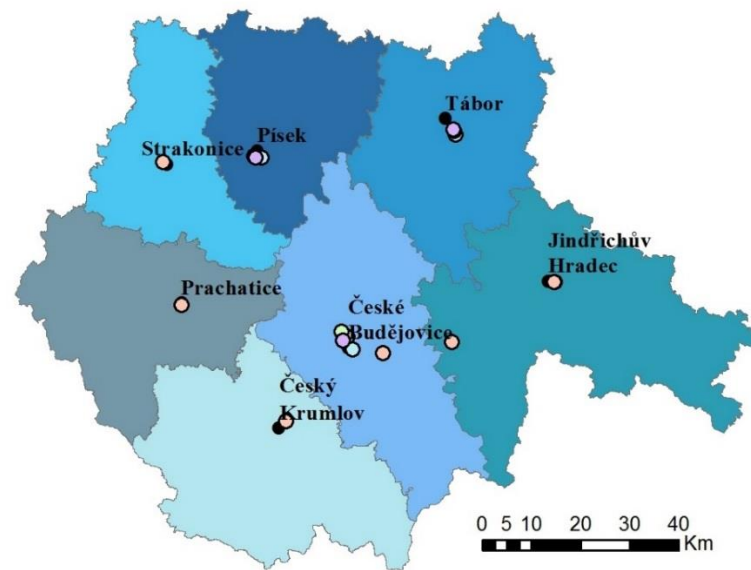 Tábor
Písek
Strakonice
Jindřichův
Hradec
Prachatice
České
Budějovice
Český
Krumlov
0 5 10 20 30 40
Km